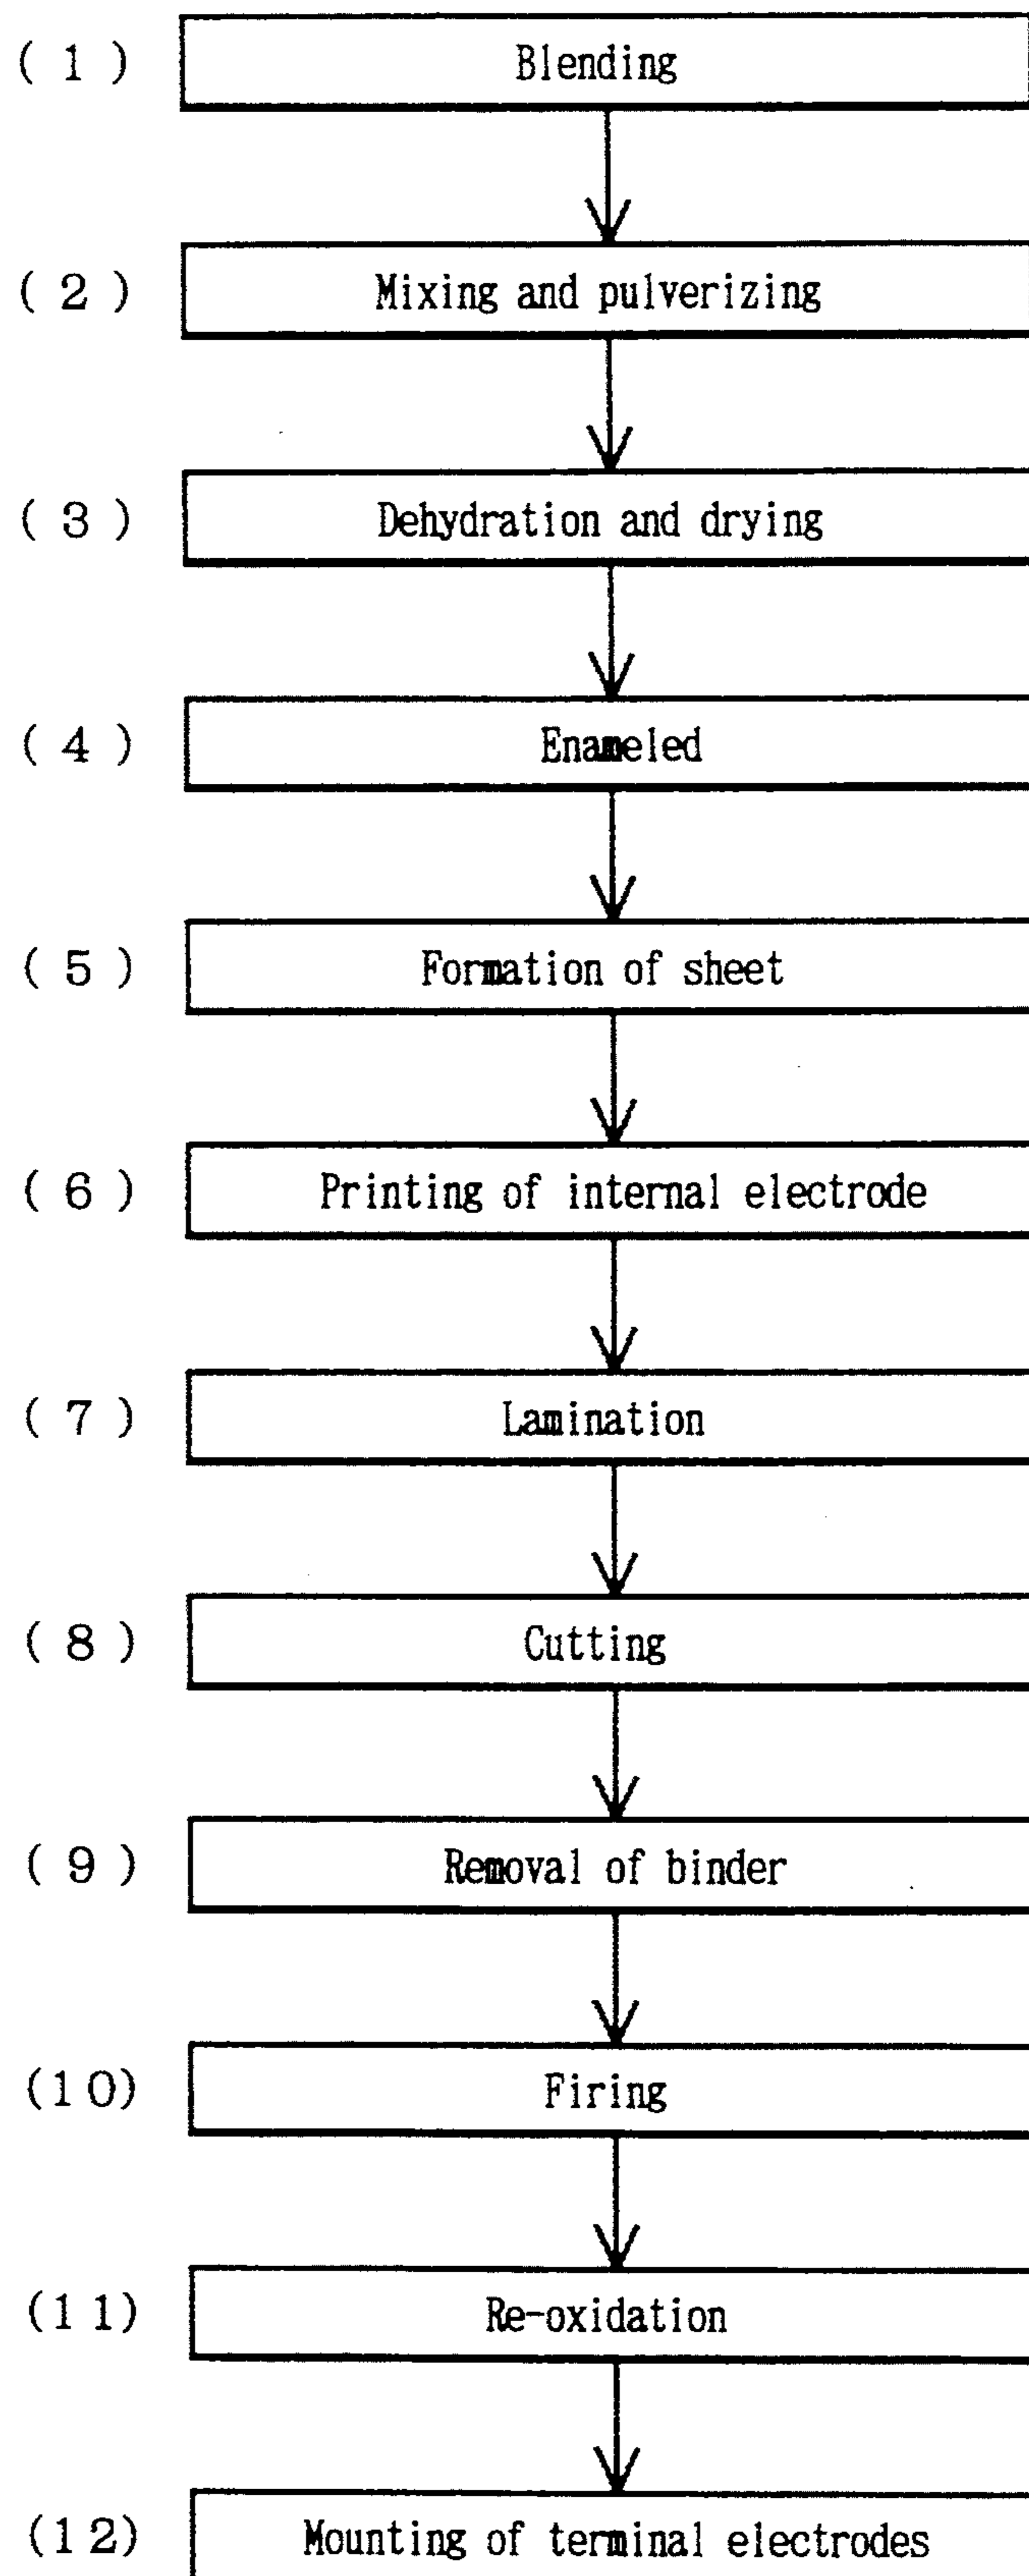 ( 1 ) Blending
( 2 ) Mixing and pulverizing
( 3 ) Dehydration and drying
( 4 ) Enameled
( 5 ) Formation of sheet
( 6 ) Printing of internal electrode
( 7 ) Lamination
( 8 ) Cutting
( 9 ) Removal of binder
(10) Firing
(11) Re-oxidation
(12) Mounting of terminal electrodes